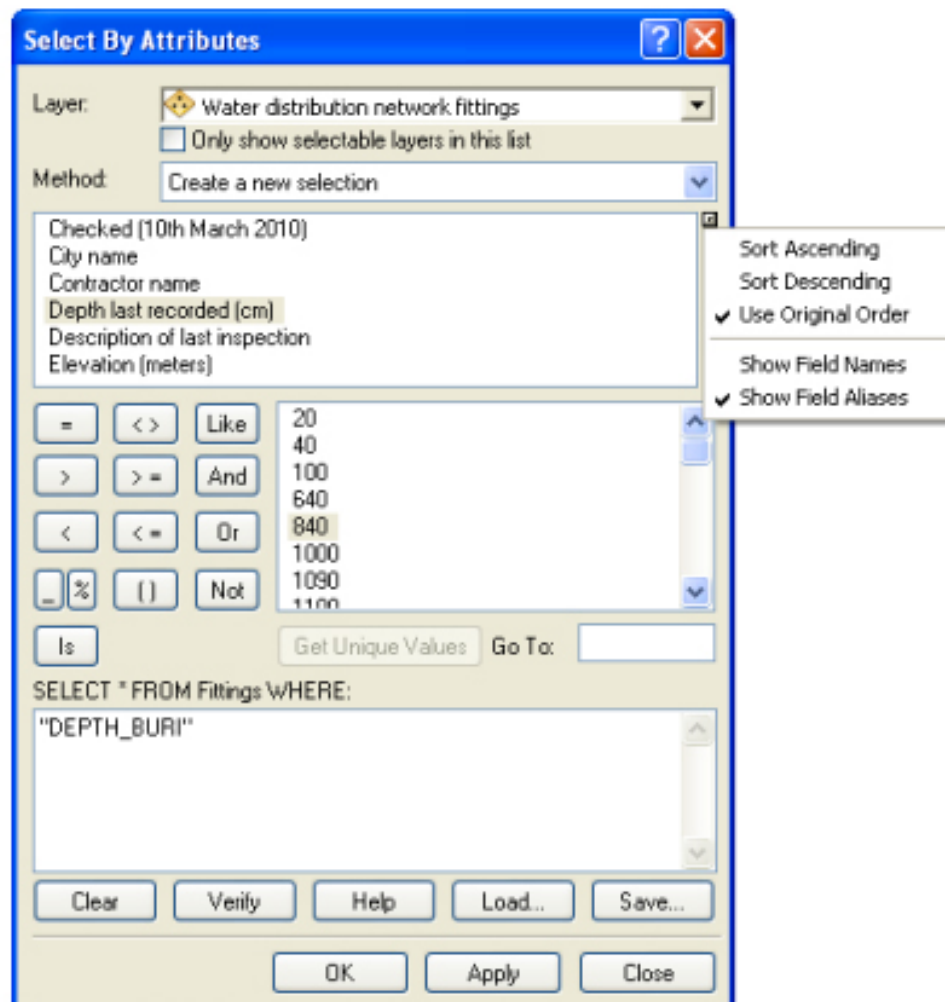 Select By Attributes
?
Layer: Water distribution network fittings
Only show selectable layers in this list
Method: Create a new selection
Checked (10th March 2010)
City name
Contractor name
Depth last recorded (cm)
Description of last inspection
Elevation (meters)
Sort Ascending
Sort Descending
Use Original Order
Show Field Names
Show Field Aliases
= < > Like
> > = And
< < = Or
_ % ( ) Not
Is
20
40
100
640
840
1000
1090
1100
Get Unique Values Go To:
SELECT * FROM Fittings WHERE:
"DEPTH_BURI"
Clear Verify Help Load... Save...
OK Apply Close